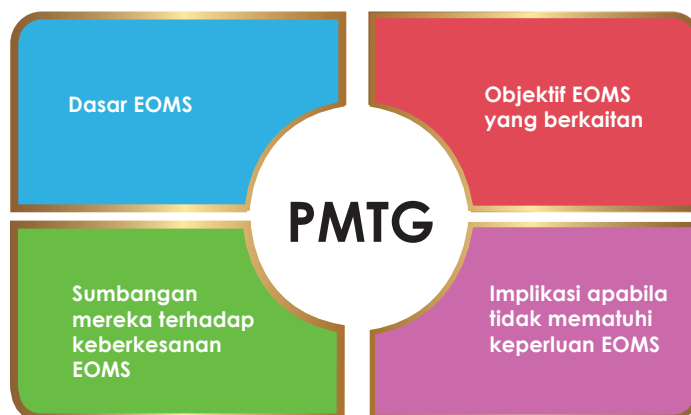 Dasar EOMS
Objektif EOMS
yang berkaitan
PMTG
Sumbangan
mereka terhadap
keberkesanan
EOMS
Implikasi apabila
tidak mematuhi
keperluan EOMS